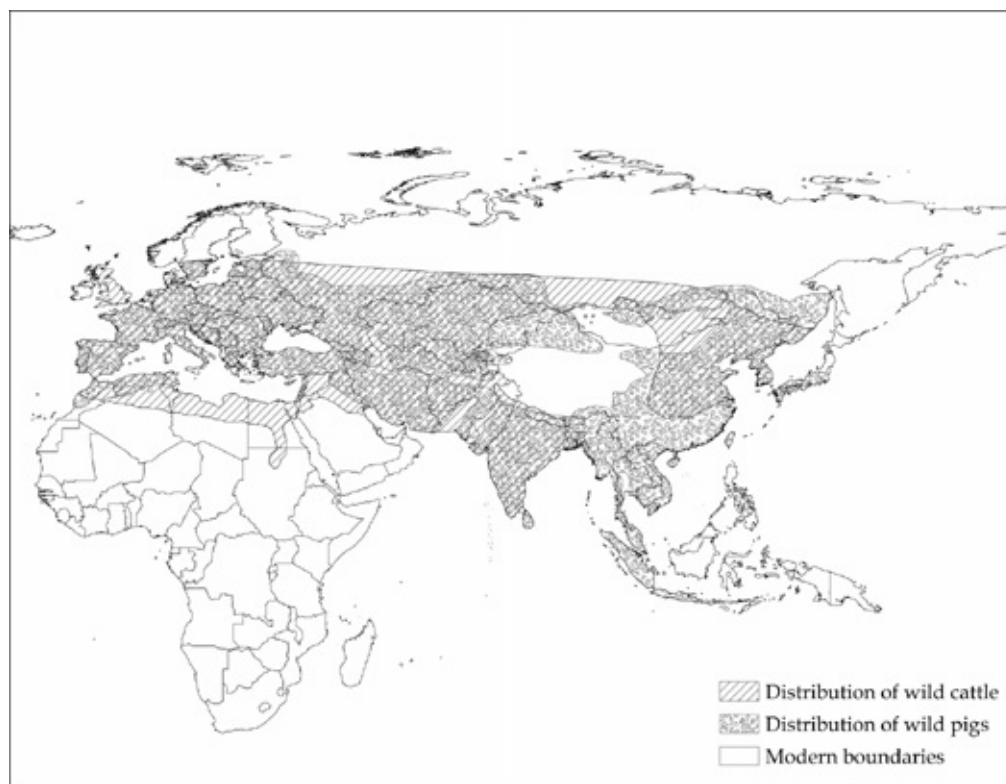 Distribution of wild cattle
Distribution of wild pigs
Modern boundaries